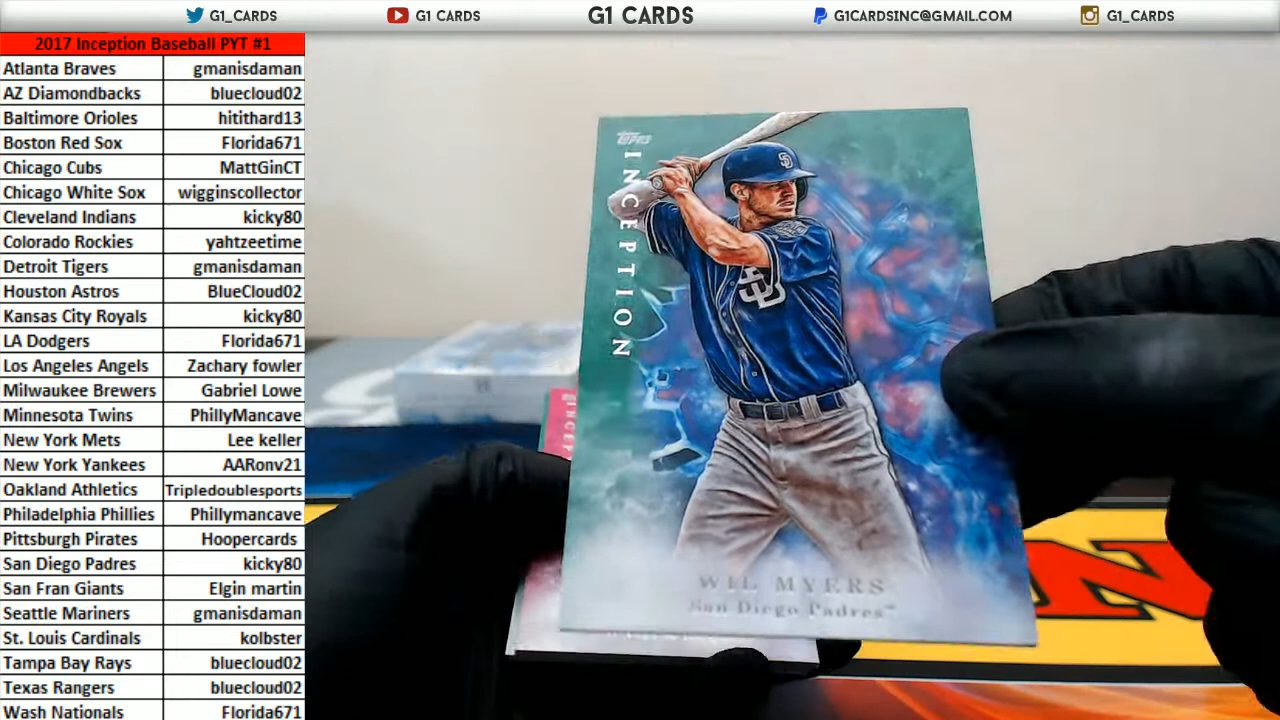 G1_CARDS
G1 CARDS
G1 CARDS
G1CARDSINC@GMAIL.COM
G1_CARDS
2017 Inception Baseball PYT #1
Atlanta Braves gmanisdaman
AZ Diamondbacks bluecloud02
Baltimore Orioles hitithard13
Boston Red Sox Florida671
Chicago Cubs MattGinCT
Chicago White Sox wigginscollector
Cleveland Indians kicky80
Colorado Rockies yahtzeetime
Detroit Tigers gmanisdaman
Houston Astros BlueCloud02
Kansas City Royals kicky80
LA Dodgers Florida671
Los Angeles Angels Zachary fowler
Milwaukee Brewers Gabriel Lowe
Minnesota Twins PhillyMancave
New York Mets Lee keller
New York Yankees AARonv21
Oakland Athletics Tripledoublesports
Philadelphia Phillies Phillymancave
Pittsburgh Pirates Hoopercards
San Diego Padres kicky80
San Fran Giants Elgin martin
Seattle Mariners gmanisdaman
St. Louis Cardinals kolbster
Tampa Bay Rays bluecloud02
Texas Rangers bluecloud02
Wash Nationals Florida671
Topps
INCEPTION
SD
SD
WIL MYERS
San Diego Padres™
INCEP